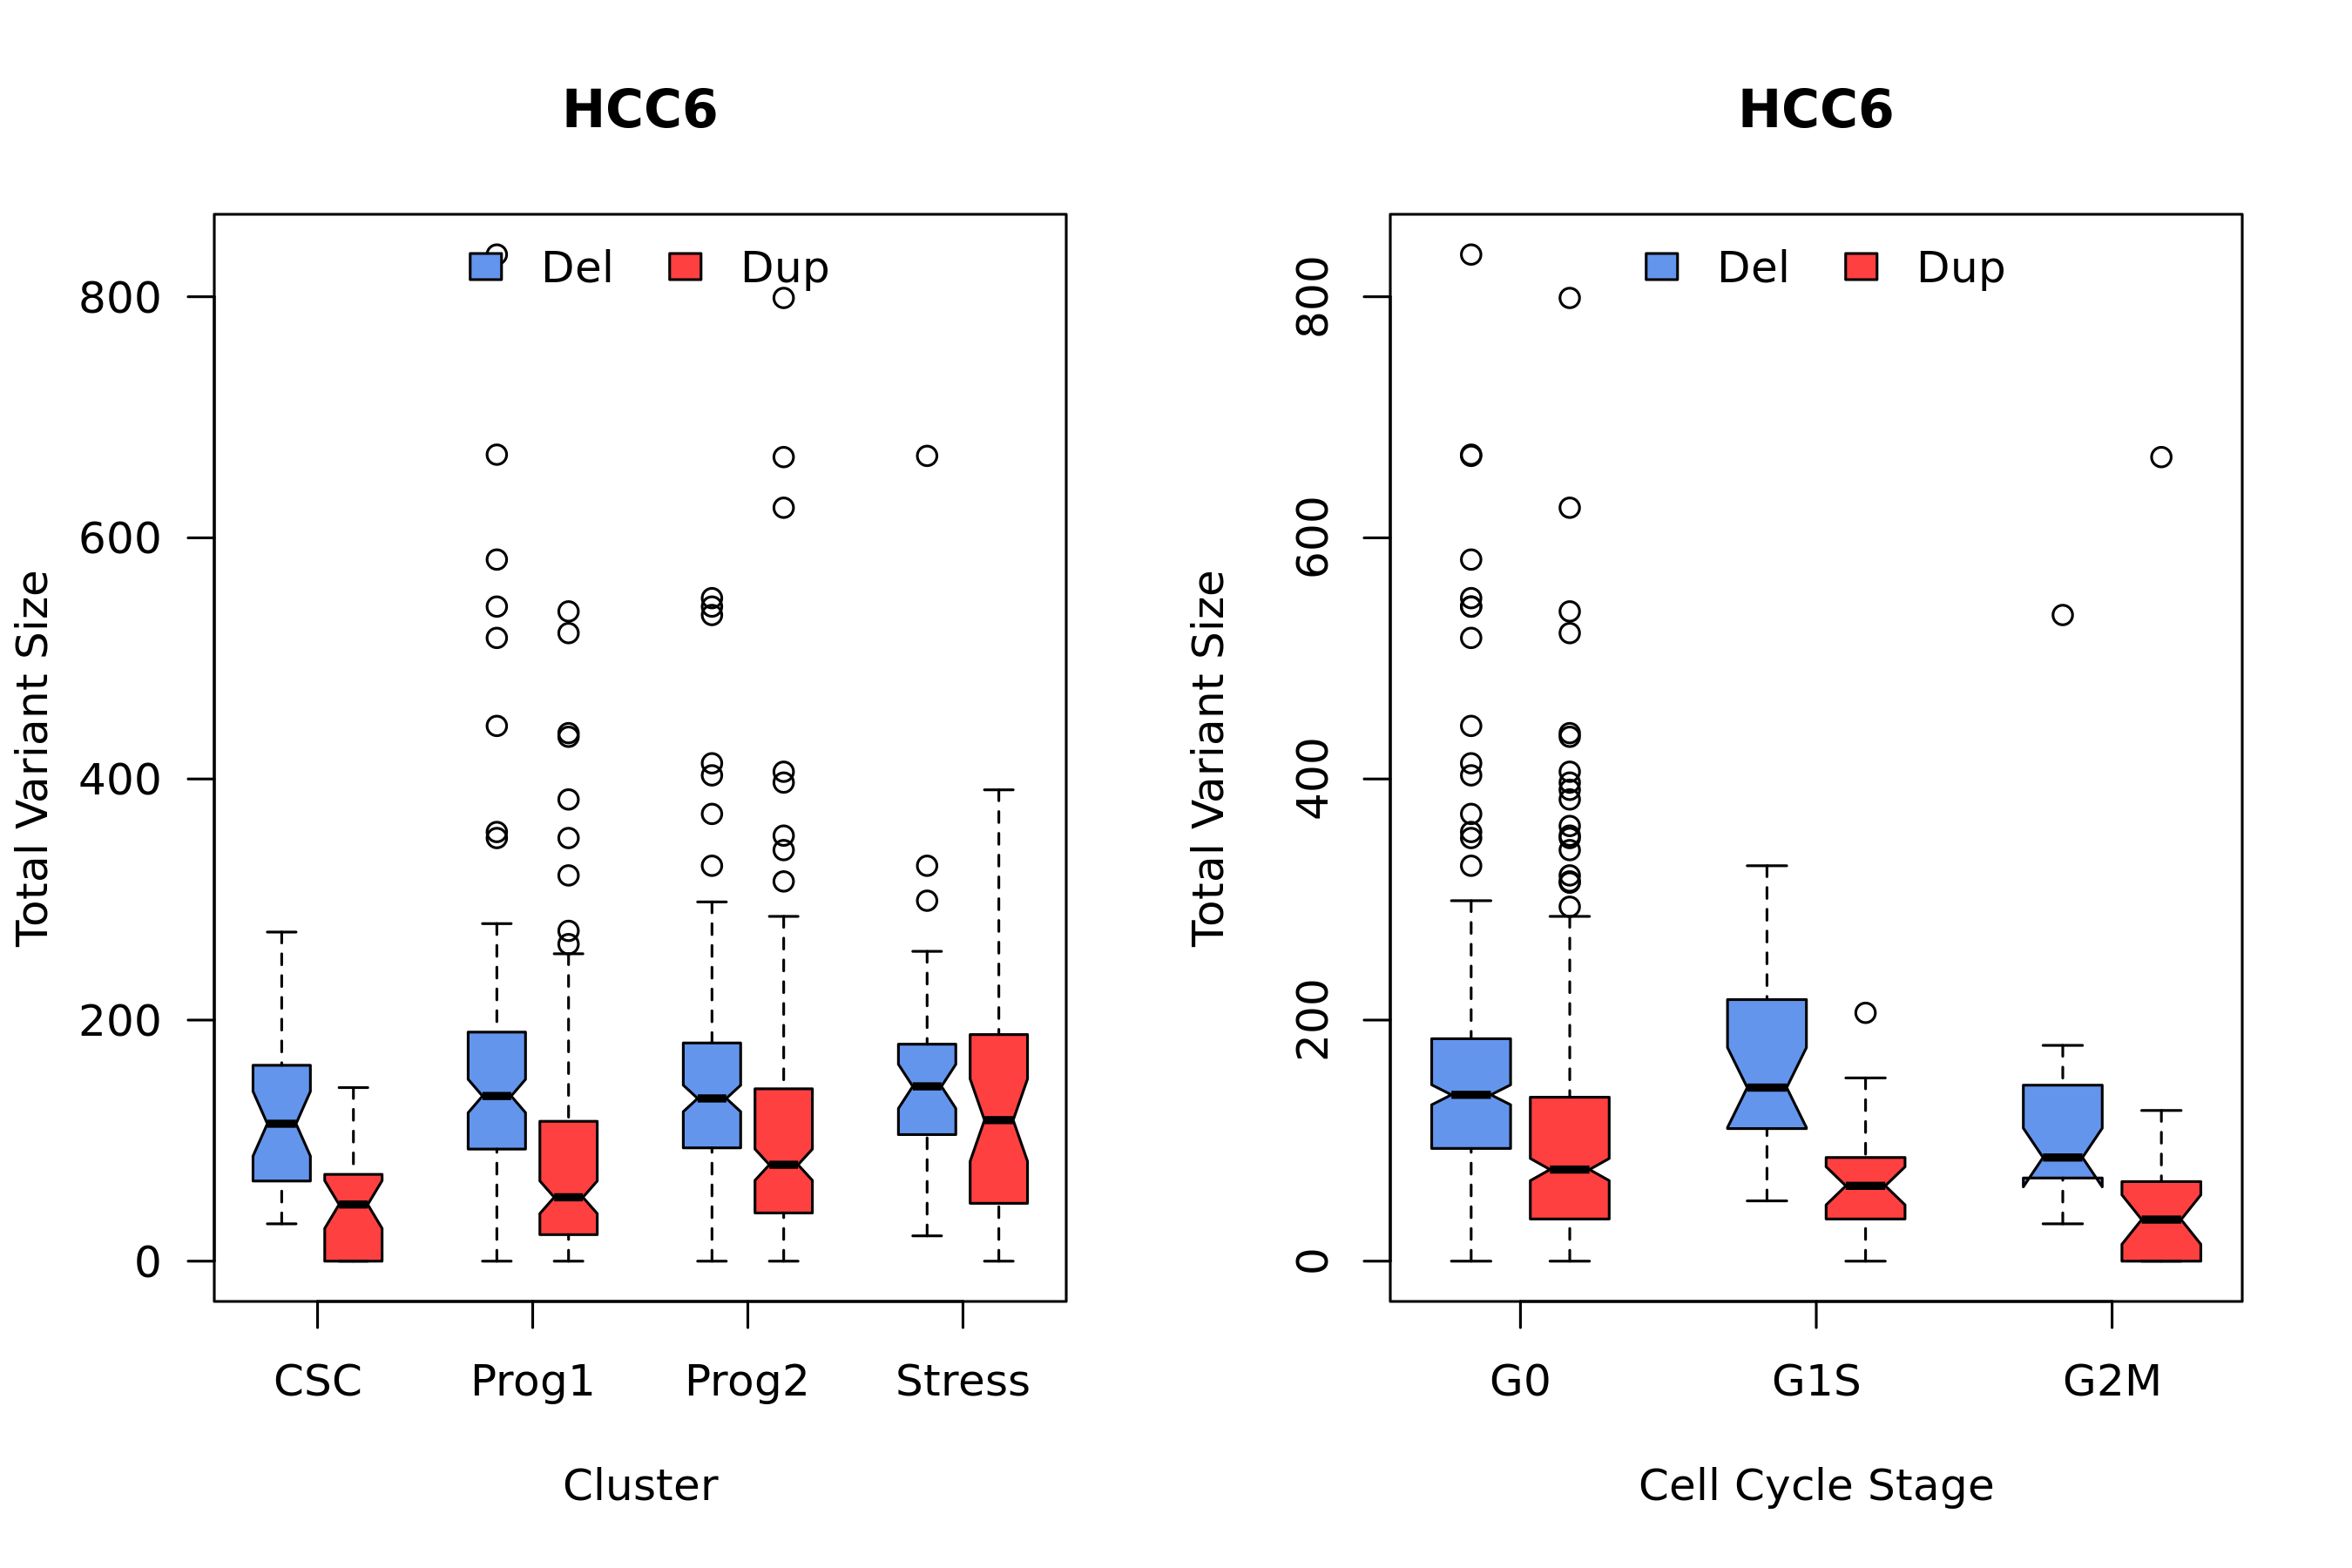 HCC6
Del Dup
Total Variant Size
800
600
400
200
0
CSC Prog1 Prog2 Stress
Cluster
HCC6
Del Dup
Total Variant Size
800
600
400
200
0
G0 G1S G2M
Cell Cycle Stage